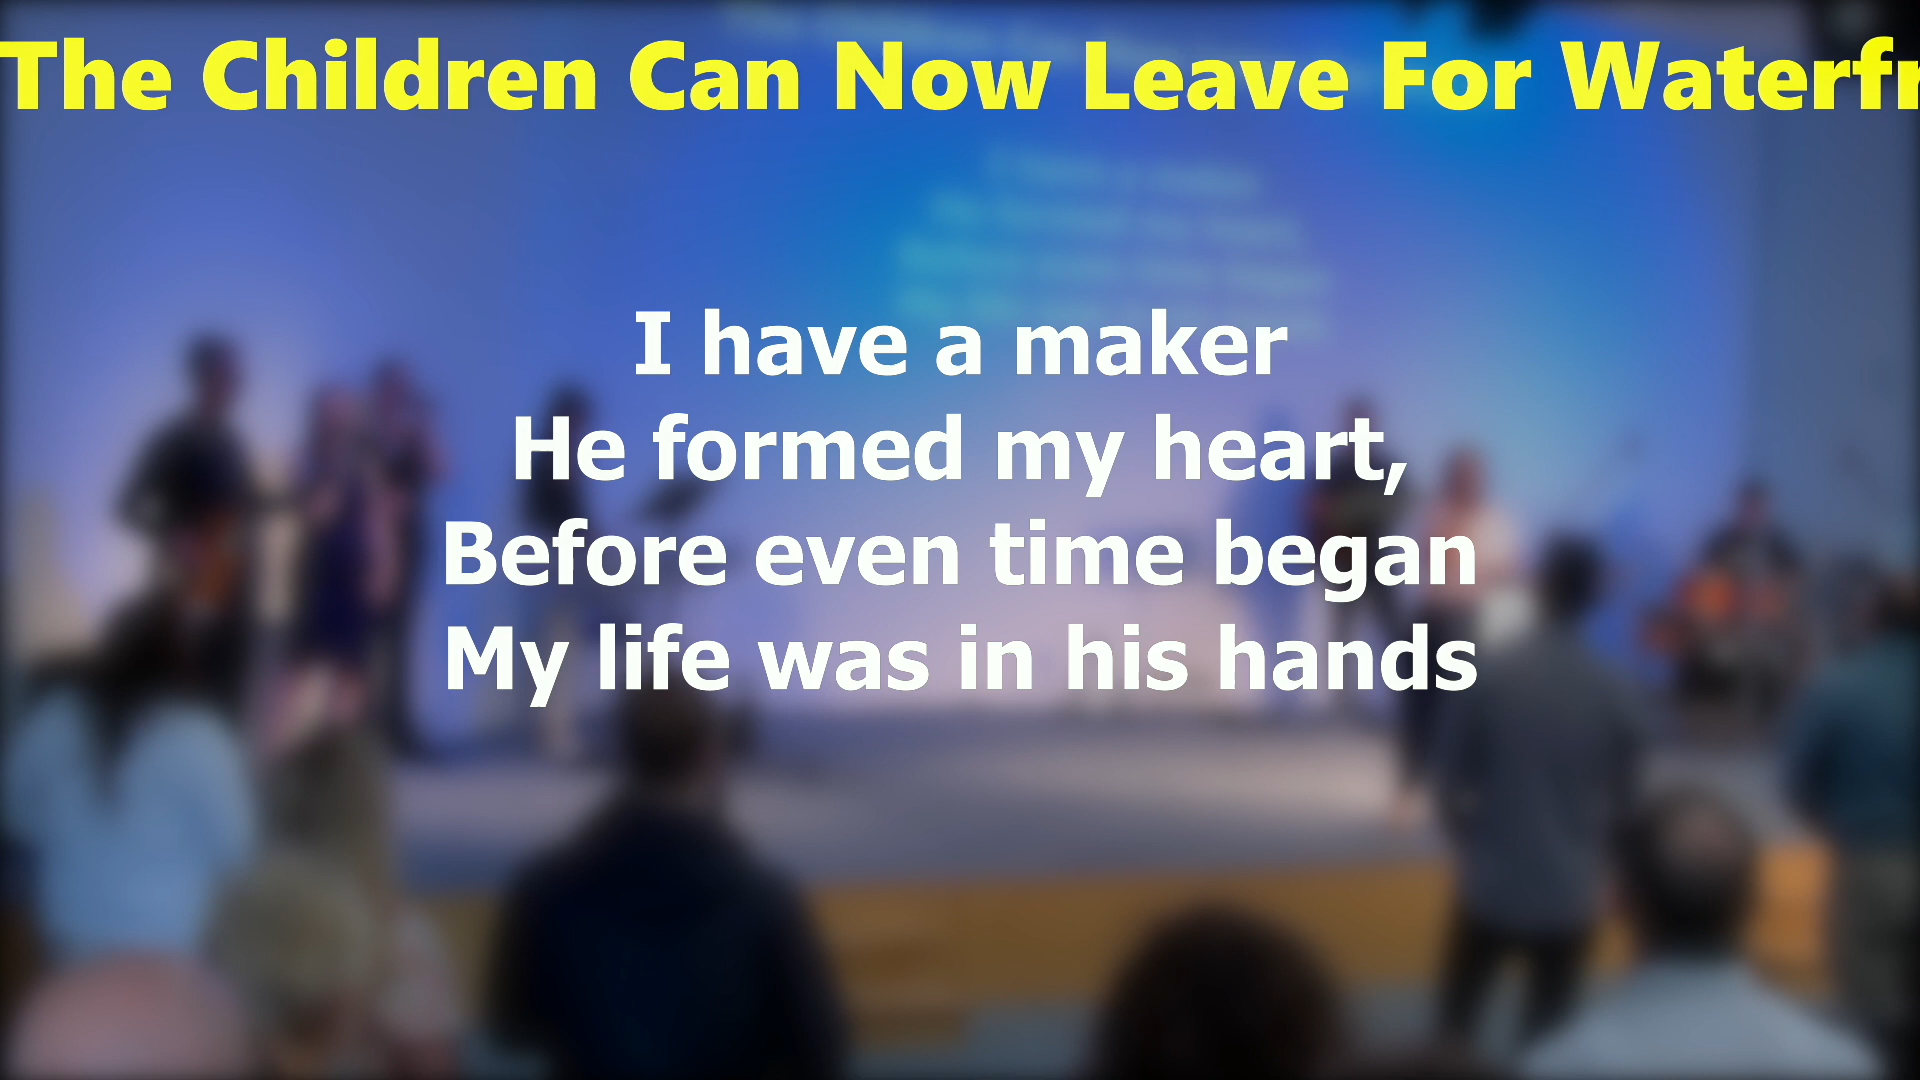 The Children Can Now Leave For
I have a maker
He formed my heart,
Before even time began
My life was in his hands